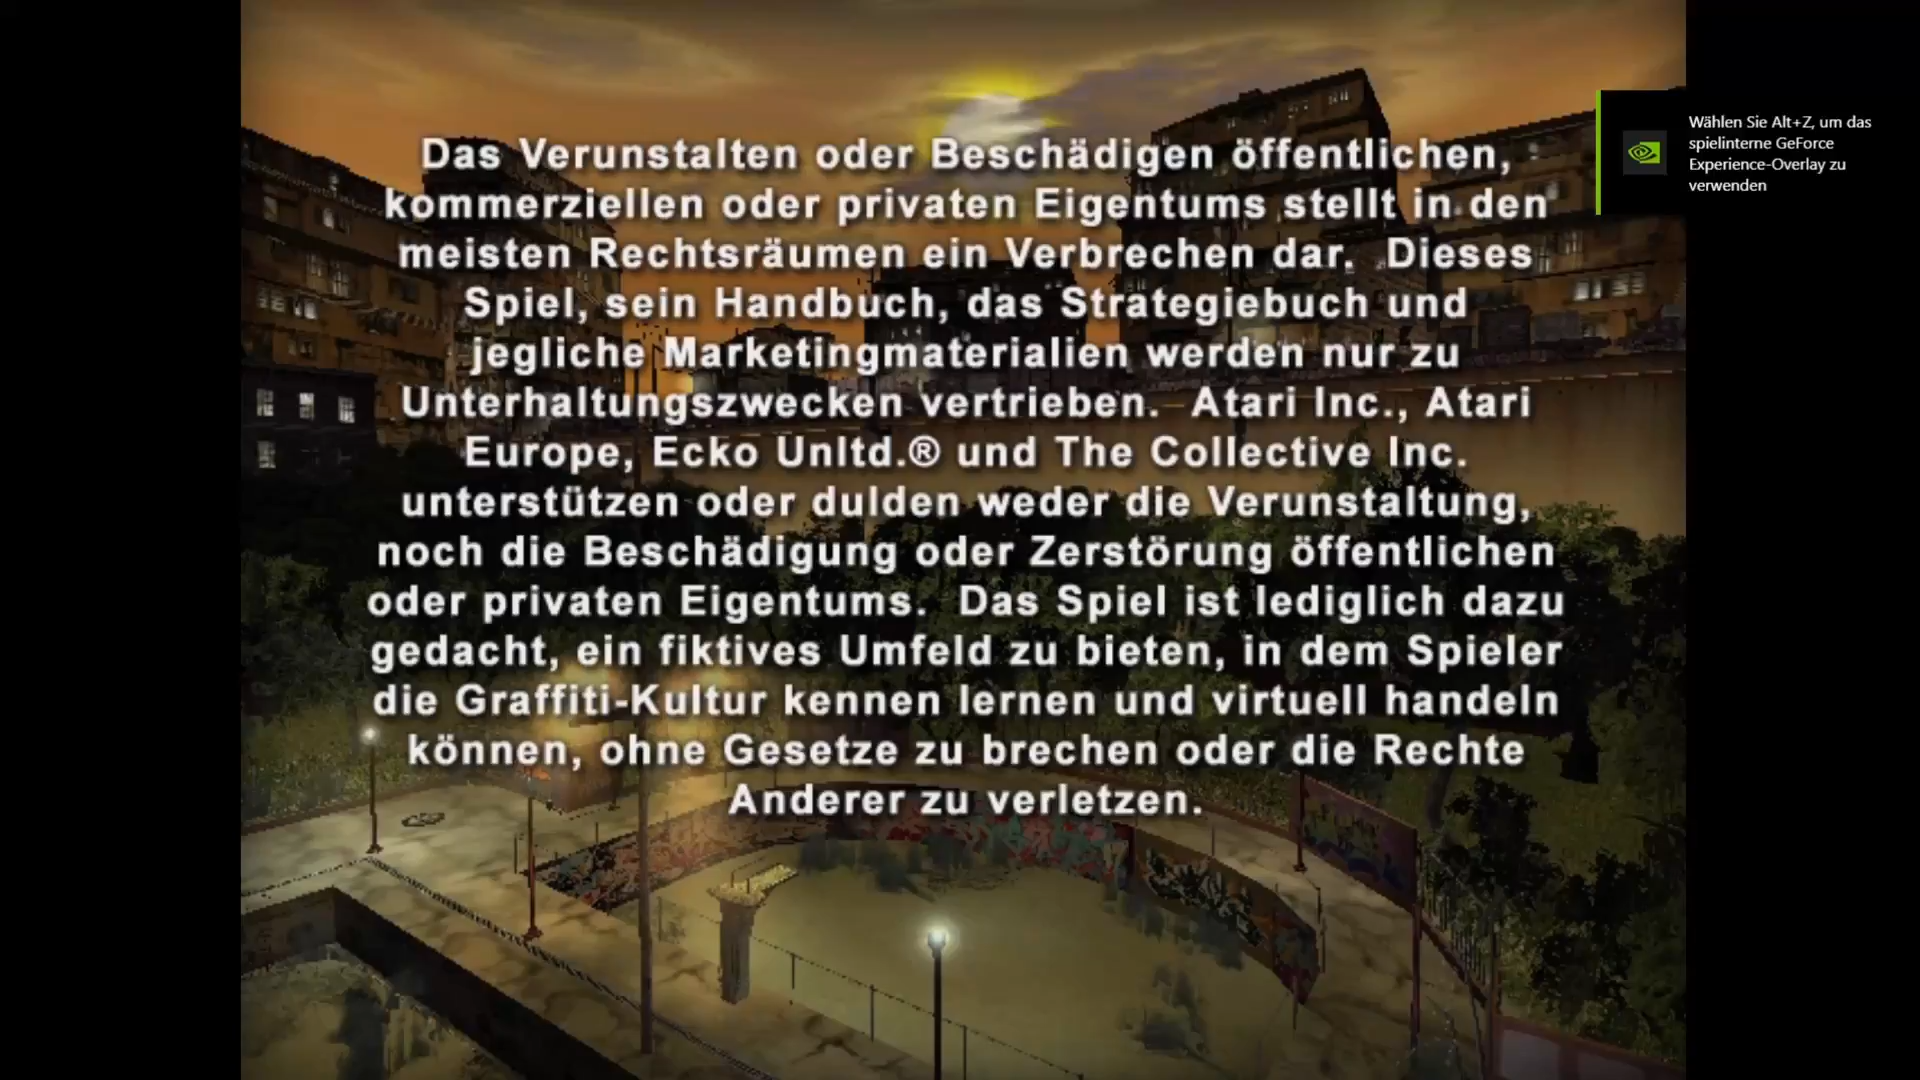 Das Verunstalten oder Beschädigen öffentlichen,
kommerziellen oder privaten Eigentums stellt in den
meisten Rechtsräumen ein Verbrechen dar.  Dieses
Spiel, sein Handbuch, das Strategiebuch und
jegliche Marketingmaterialien werden nur zu
Unterhaltungszwecken vertrieben.  Atari Inc., Atari
Europe, Ecko Unltd.® und The Collective Inc.
unterstützen oder dulden weder die Verunstaltung,
noch die Beschädigung oder Zerstörung öffentlichen
oder privaten Eigentums.  Das Spiel ist lediglich dazu
gedacht, ein fiktives Umfeld zu bieten, in dem Spieler
die Graffiti-Kultur kennen lernen und virtuell handeln
können, ohne Gesetze zu brechen oder die Rechte
Anderer zu verletzen.
Wählen Sie Alt+Z, um das
spielinterne GeForce
Experience-Overlay zu
verwenden